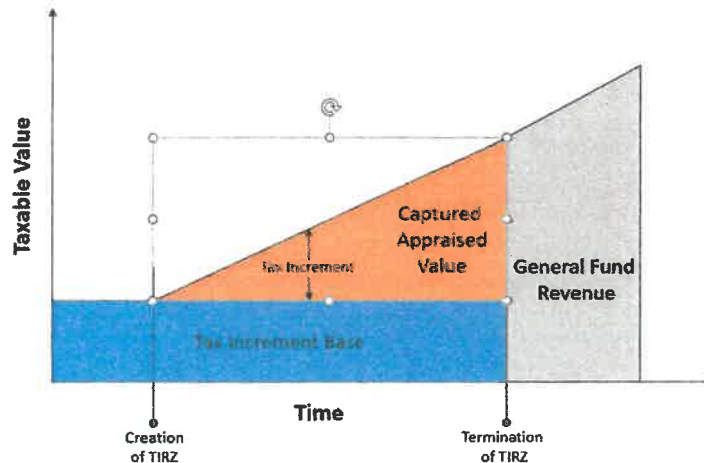 Taxable Value
Captured
Appraised
Value
Tax Increment
General Fund
Revenue
Tax Increment Base
Time
Creation
of TIRZ
Termination
of TIRZ